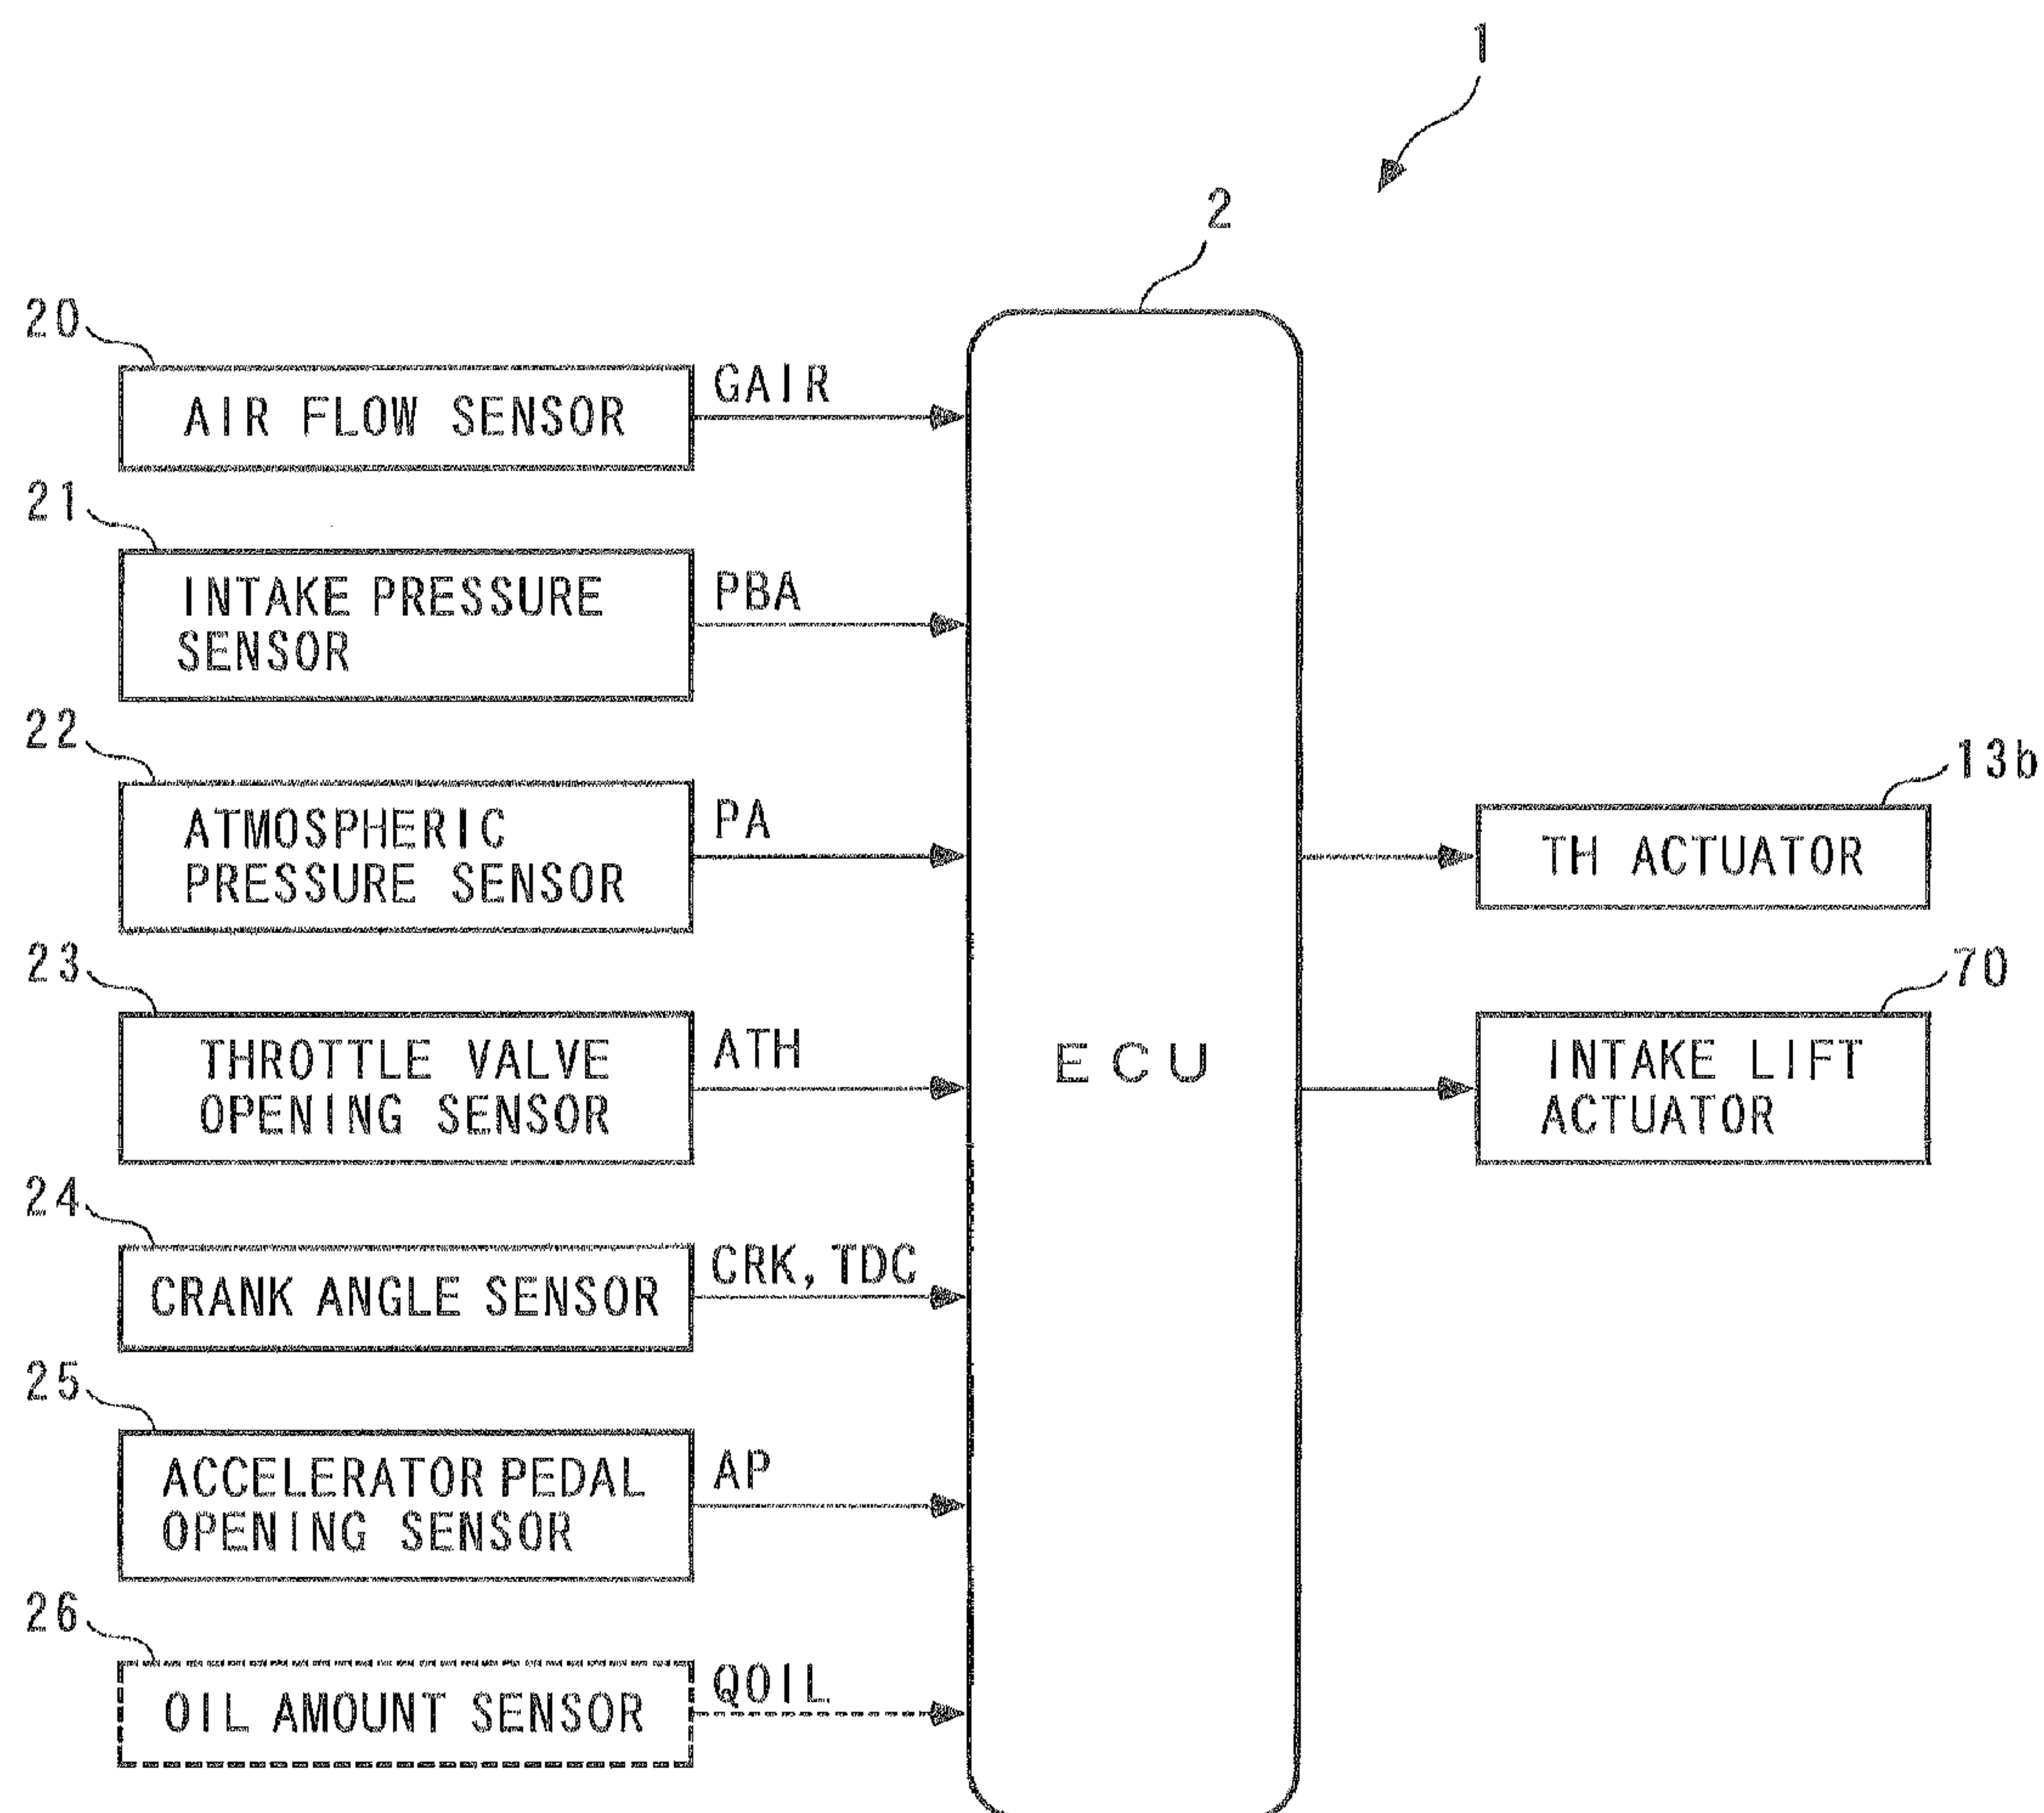 1
2
20
AIR FLOW SENSOR
GAIR
21
INTAKE PRESSURE
SENSOR
PBA
22
ATMOSPHERIC
PRESSURE SENSOR
PA
23
THROTTLE VALVE
OPENING SENSOR
ATH
24
CRANK ANGLE SENSOR
CRK, TDC
25
ACCELERATOR PEDAL
OPENING SENSOR
AP
26
OIL AMOUNT SENSOR
QOIL
ECU
13b
TH ACTUATOR
70
INTAKE LIFT
ACTUATOR